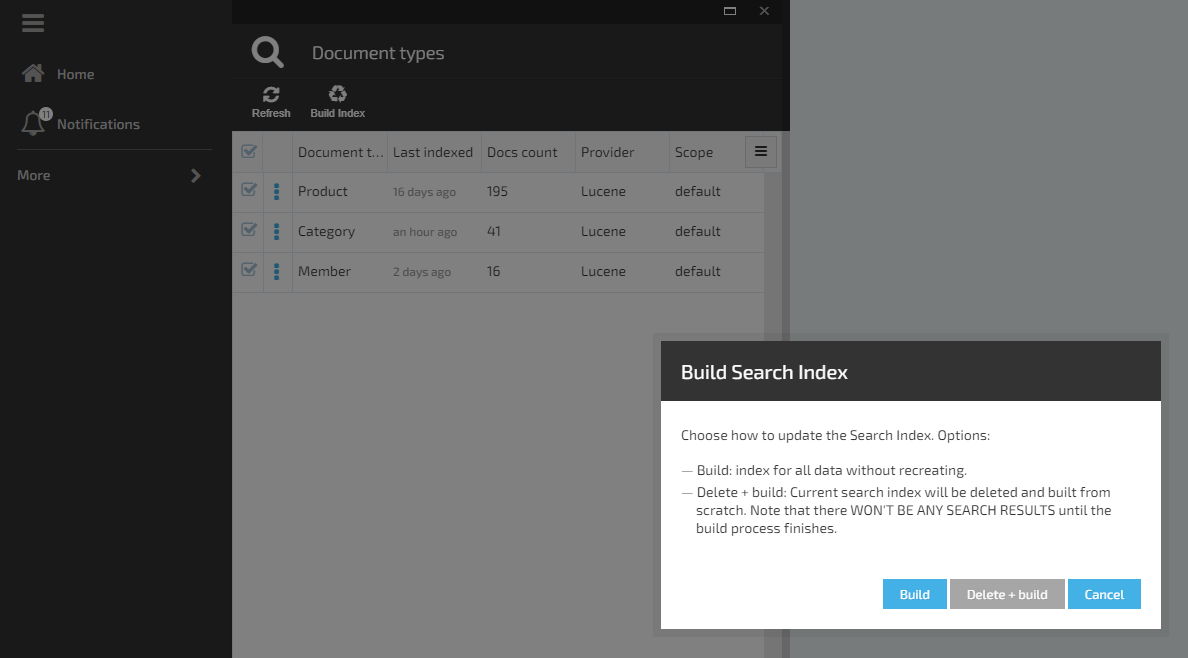 Document types
Home
Refresh Build Index
11
Notifications
Document t... Last indexed Docs count Provider Scope
More
Product 16 days ago 195 Lucene default
Category an hour ago 41 Lucene default
Member 2 days ago 16 Lucene default
Build Search Index
Choose how to update the Search Index. Options:
— Build: index for all data without recreating.
— Delete + build: Current search index will be deleted and built from
scratch. Note that there WON'T BE ANY SEARCH RESULTS until the
build process finishes.
Build Delete + build Cancel